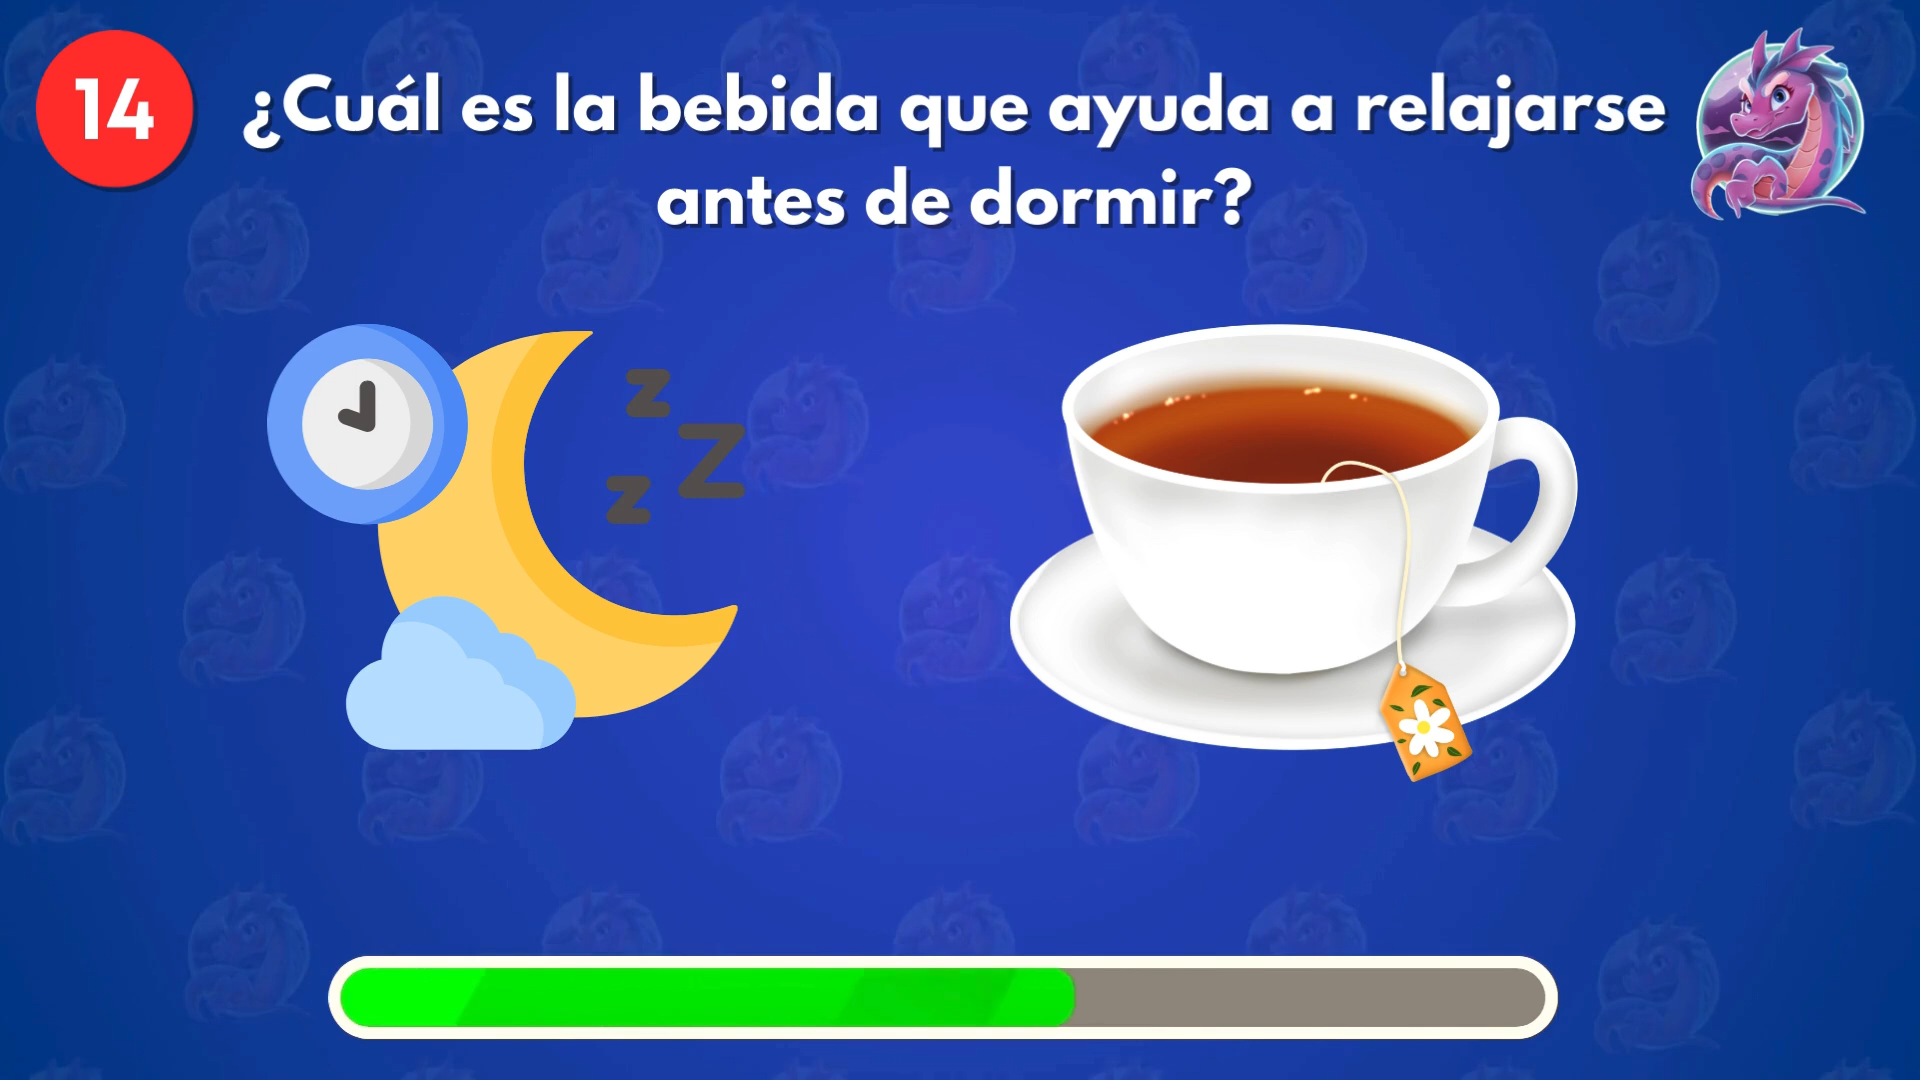 14
¿Cuál es la bebida que ayuda a relajarse
antes de dormir?
z
Z
z